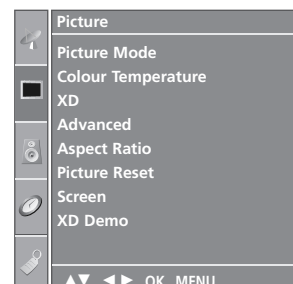 Picture
Picture Mode
Colour Temperature
XD
Advanced
Aspect Ratio
Picture Reset
Screen
XD Demo
▲▼ ◀ ▶ OK MENU